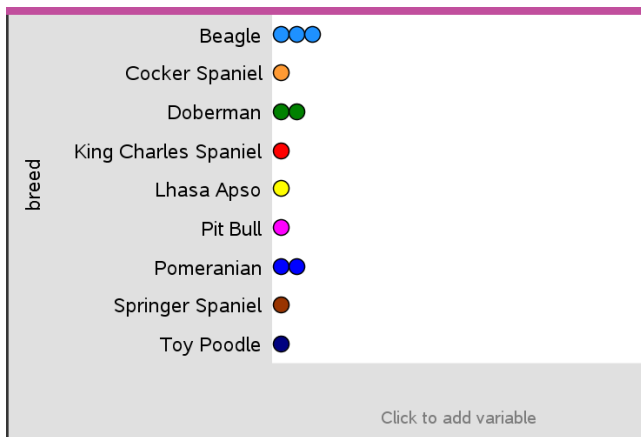 Beagle
Cocker Spaniel
Doberman
King Charles Spaniel
breed
Lhasa Apso
Pit Bull
Pomeranian
Springer Spaniel
Toy Poodle
Click to add variable